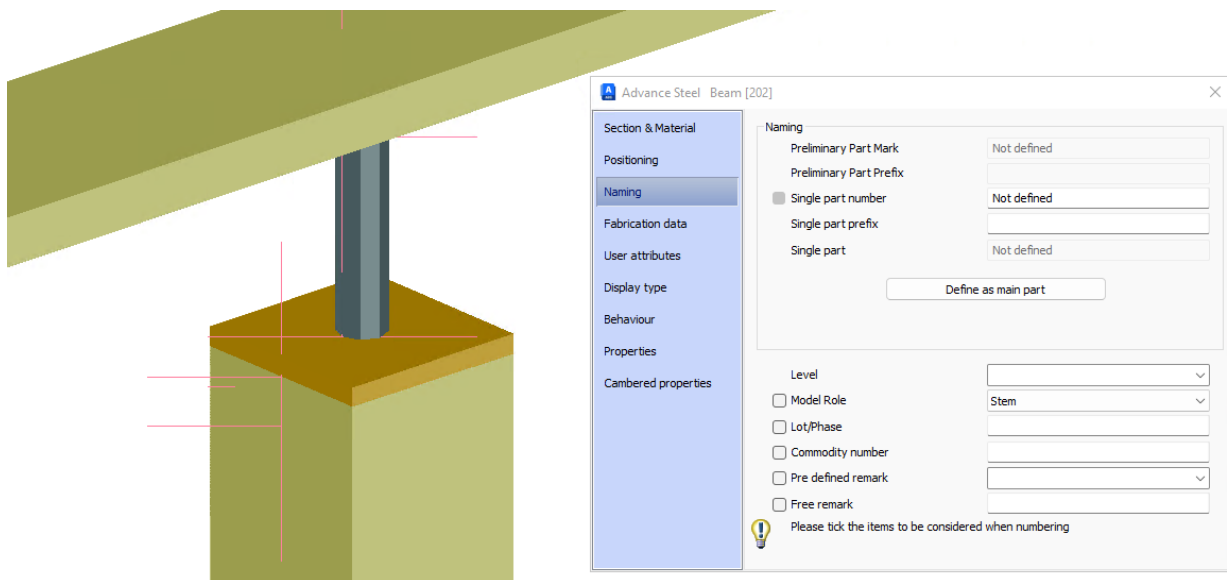 Advance Steel Beam [202]
Section & Material
Positioning
Naming
Fabrication data
User attributes
Display type
Behaviour
Properties
Cambered properties
Naming
Preliminary Part Mark Not defined
Preliminary Part Prefix
Single part number Not defined
Single part prefix
Single part Not defined
Define as main part
Level
Model Role Stem
Lot/Phase
Commodity number
Pre defined remark
Free remark
Please tick the items to be considered when numbering